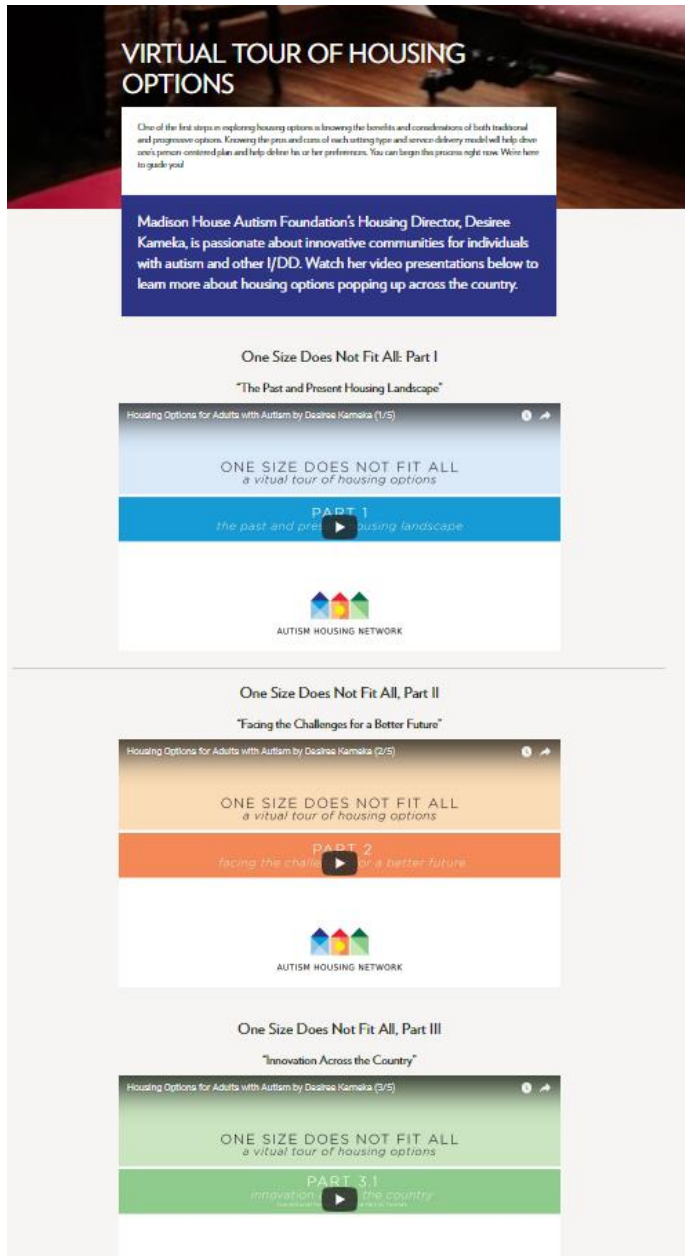 VIRTUAL TOUR OF HOUSING
OPTIONS
One of the first steps in exploring housing options is knowing the benefits and considerations of both traditional
and progressive options. Knowing the pros and cons of each setting type and service delivery model will help drive
one's person-centered plan and help define his or her preferences. You can begin this process right now. We're here
to guide you!
Madison House Autism Foundation's Housing Director, Desiree
Kameka, is passionate about innovative communities for individuals
with autism and other I/DD. Watch her video presentations below to
learn more about housing options popping up across the country.
One Size Does Not Fit All: Part I
"The Past and Present Housing Landscape"
Housing Options for Adults with Autism by Desiree Kameka (1/5)
ONE SIZE DOES NOT FIT ALL
a vitual tour of housing options
PART 1
the past and pres ousing landscape
AUTISM HOUSING NETWORK
One Size Does Not Fit All, Part II
"Facing the Challenges for a Better Future"
Housing Options for Adults with Autism by Desiree Kameka (2/5)
ONE SIZE DOES NOT FIT ALL
a vitual tour of housing options
PART 2
facing the challe or a better future
AUTISM HOUSING NETWORK
One Size Does Not Fit All, Part III
"Innovation Across the Country"
Housing Options for Adults with Autism by Desiree Kameka (3/5)
ONE SIZE DOES NOT FIT ALL
a vitual tour of housing options
PART 3.1
innovation the country